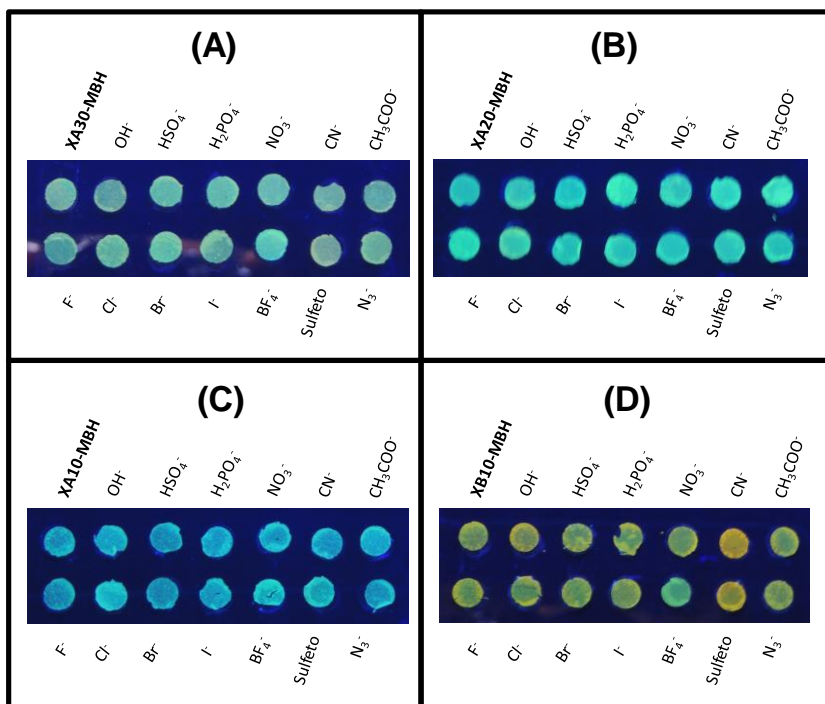 (A)
XA30-MBH OH⁻ HSO₄⁻ H₂PO₄⁻ NO₃⁻ CN⁻ CH₃COO⁻
F⁻ Cl⁻ Br⁻ I⁻ BF₄⁻ Sulfeto N₃⁻
(B)
XA20-MBH OH⁻ HSO₄⁻ H₂PO₄⁻ NO₃⁻ CN⁻ CH₃COO⁻
F⁻ Cl⁻ Br⁻ I⁻ BF₄⁻ Sulfeto N₃⁻
(C)
XA10-MBH OH⁻ HSO₄⁻ H₂PO₄⁻ NO₃⁻ CN⁻ CH₃COO⁻
F⁻ Cl⁻ Br⁻ I⁻ BF₄⁻ Sulfeto N₃⁻
(D)
XB10-MBH OH⁻ HSO₄⁻ H₂PO₄⁻ NO₃⁻ CN⁻ CH₃COO⁻
F⁻ Cl⁻ Br⁻ I⁻ BF₄⁻ Sulfeto N₃⁻